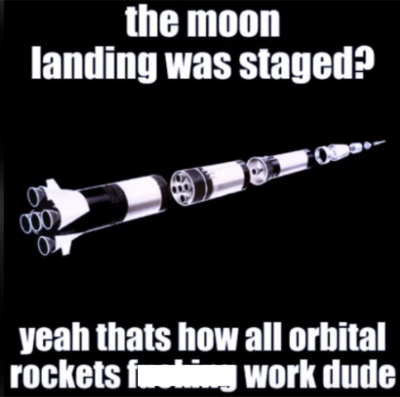 the moon
landing was staged?
yeah thats how all orbital
rockets work dude